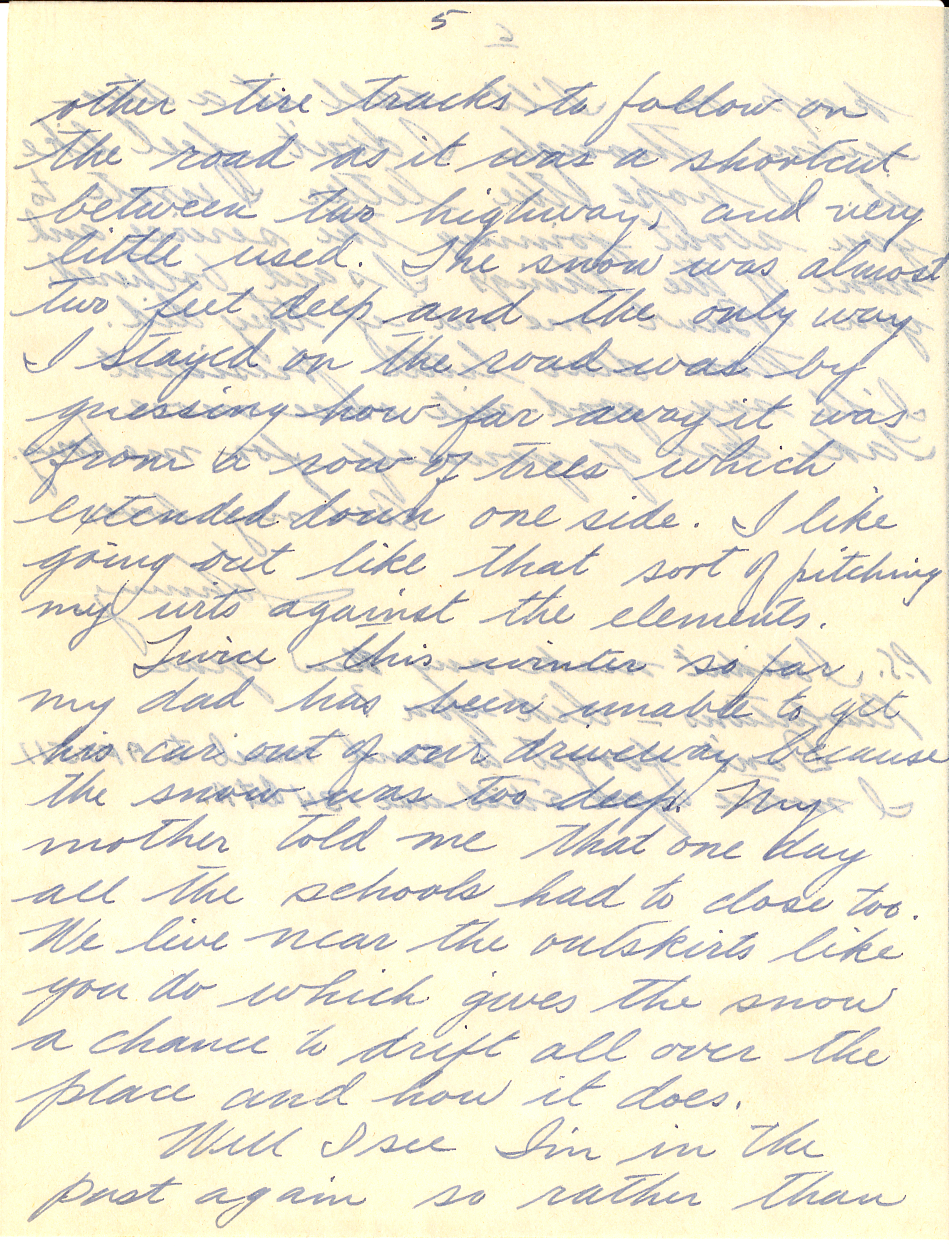 5
other tire tracks to follow on
the road as it was a shortcut
between two highway, and very
little used. The snow was almost
two feet deep and the only way
I stayed on the road was by
guessing how far away it was
from a row of trees which
extended down one side. I like
going out like that sort of pitching
my wits against the elements.
Twice this winter so far,
my dad has been unable to get
his car out of our driveway because
the snow was too deep. My
mother told me that one day
all the schools had to close too.
We live near the outskirts like
you do which gives the snow
a chance to drift all over the
place and how it does.
Well I see I'm in the
past again so rather than